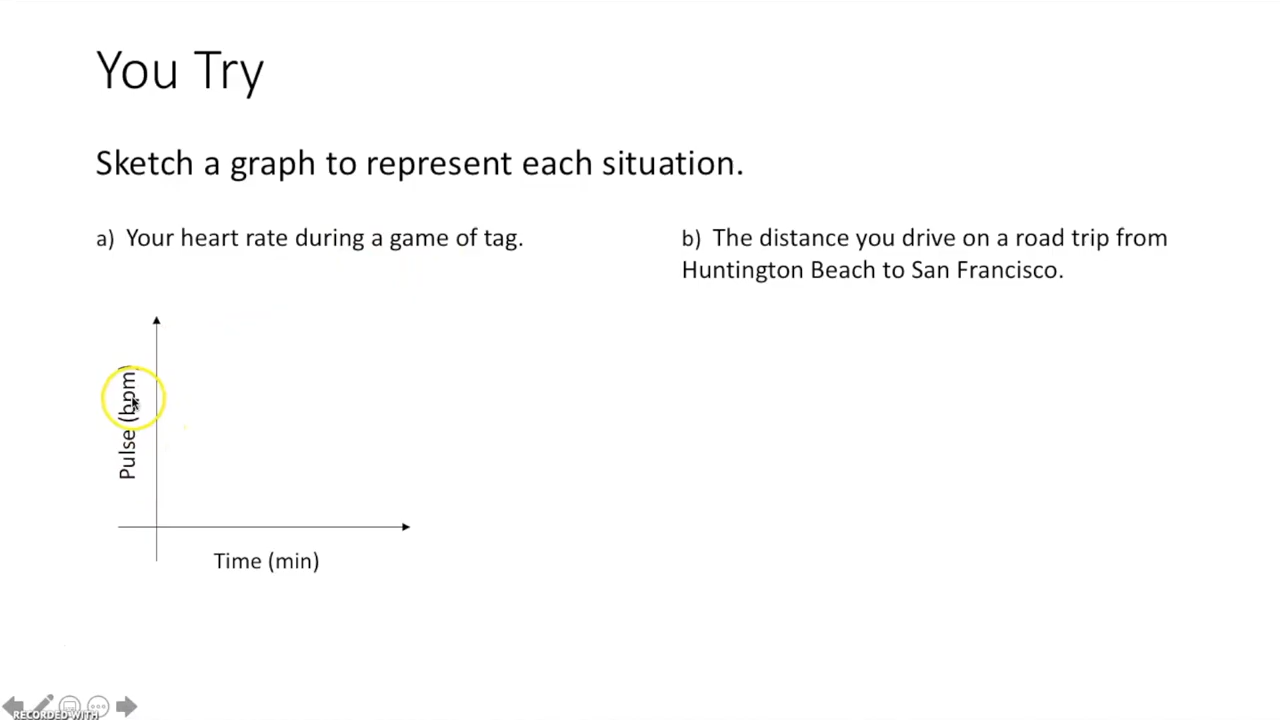 You Try
Sketch a graph to represent each situation.
a) Your heart rate during a game of tag.
b) The distance you drive on a road trip from
Huntington Beach to San Francisco.
Pulse (bpm)
Time (min)
RECORDED WITH